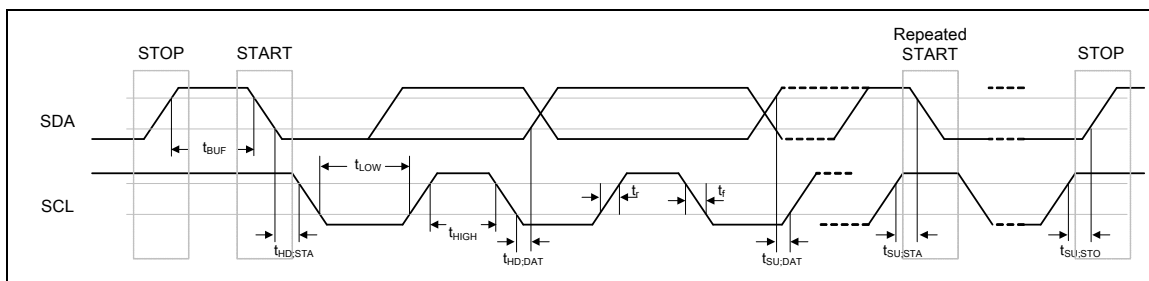 Repeated
STOP START START STOP
SDA
tBUF
tLOW
SCL
tr tf
tHIGH
tHD;STA tHD;DAT tSU;DAT tSU;STA tSU;STO